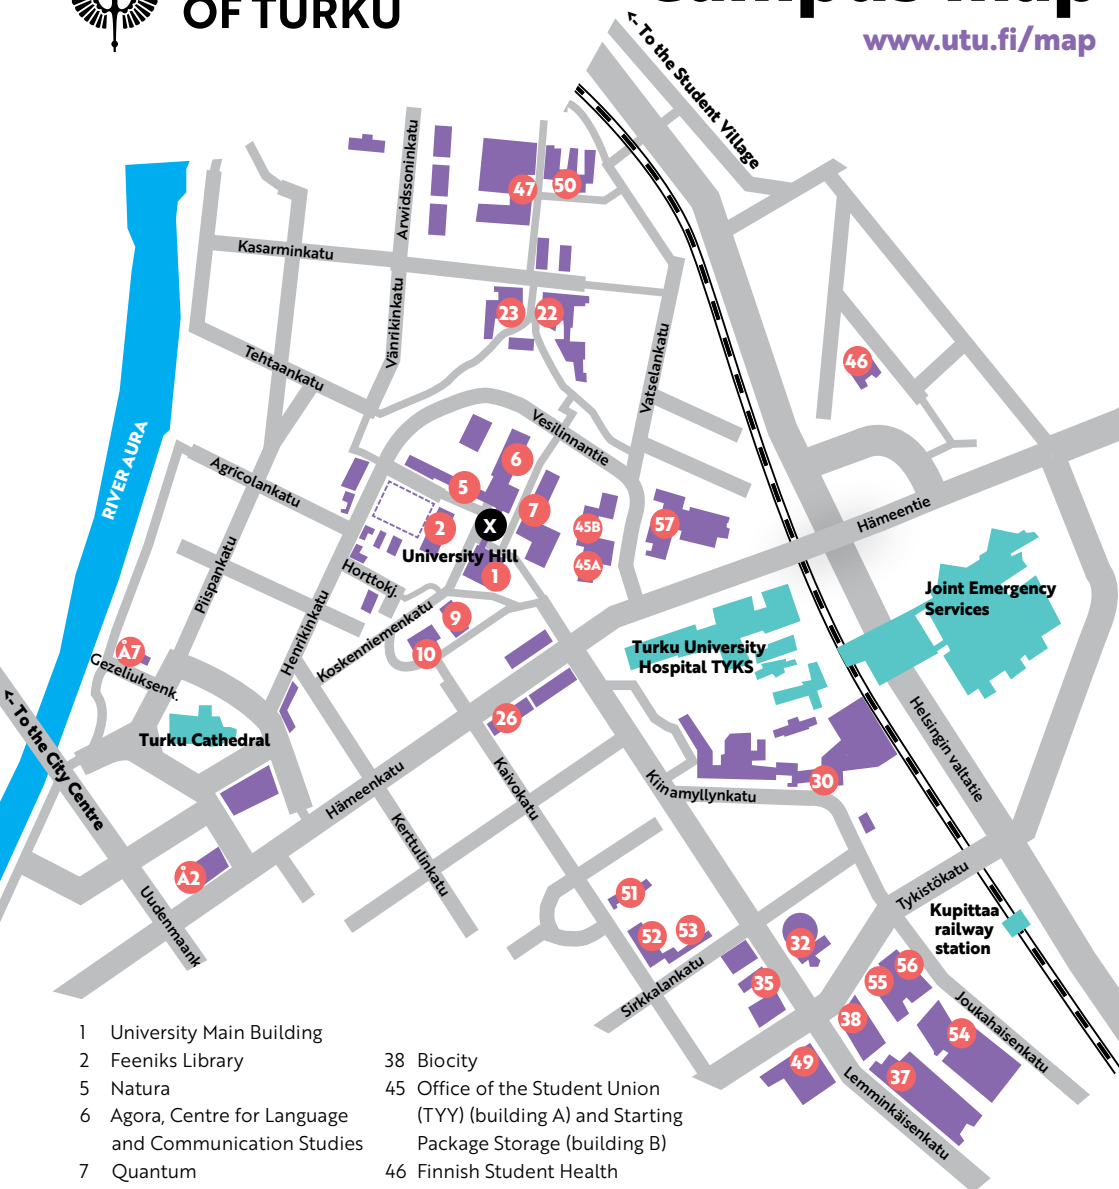 OF TURKU
campus map
www.utu.fi/map
<- To the Student Village
Arwidssoninkatu
47
50
Kasarminkatu
Vänrikinkatu
23
22
Tehtaankatu
Vatselankatu
46
RIVER AURA
Vesilinnantie
Agricolankatu
6
5
7
2
X
45B
57
Hämeentie
University Hill
45A
1
Piispankatu
Horttokj.
Joint Emergency
Services
Henrikinkatu
Koskenniemenkatu
9
10
Å7
Gezeliuksenk.
Turku University
Hospital TYKS
<- To the City Centre
Turku Cathedral
26
Helsingin valtatie
Hämeenkatu
Kaivokatu
Kiinamyllynkatu
30
Kerttulinkatu
Å2
Uudenmaank
51
52
53
32
Tykistökatu
Kupittaa
railway
station
Sirkkalankatu
35
56
55
38
54
Joukahaisenkatu
49
37
Lemminkäisenkatu
1 University Main Building
2 Feeniks Library
5 Natura
6 Agora, Centre for Language
and Communication Studies
7 Quantum
38 Biocity
45 Office of the Student Union
(TYY) (building A) and Starting
Package Storage (building B)
46 Finnish Student Health